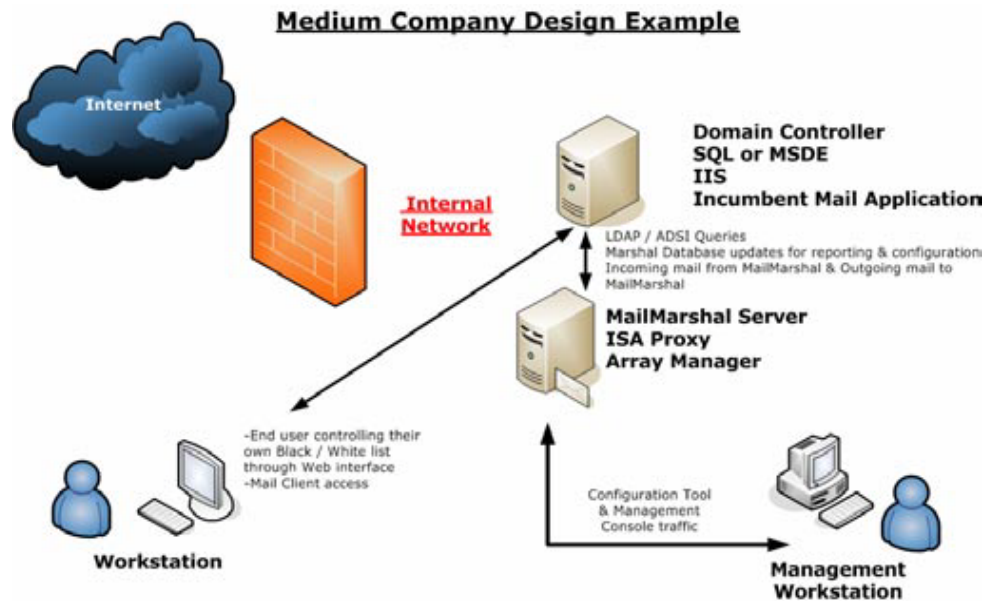 Medium Company Design Example
Internet
Internal
Network
Domain Controller
SQL or MSDE
IIS
Incumbent Mail Application
LDAP / ADSI Queries
Marshal Database updates for reporting & configuration
Incoming mail from MailMarshal & Outgoing mail to
MailMarshal
MailMarshal Server
ISA Proxy
Array Manager
-End user controlling their
own Black / White list
through Web interface
-Mail Client access
Workstation
Configuration Tool
& Management
Console traffic
Management
Workstation